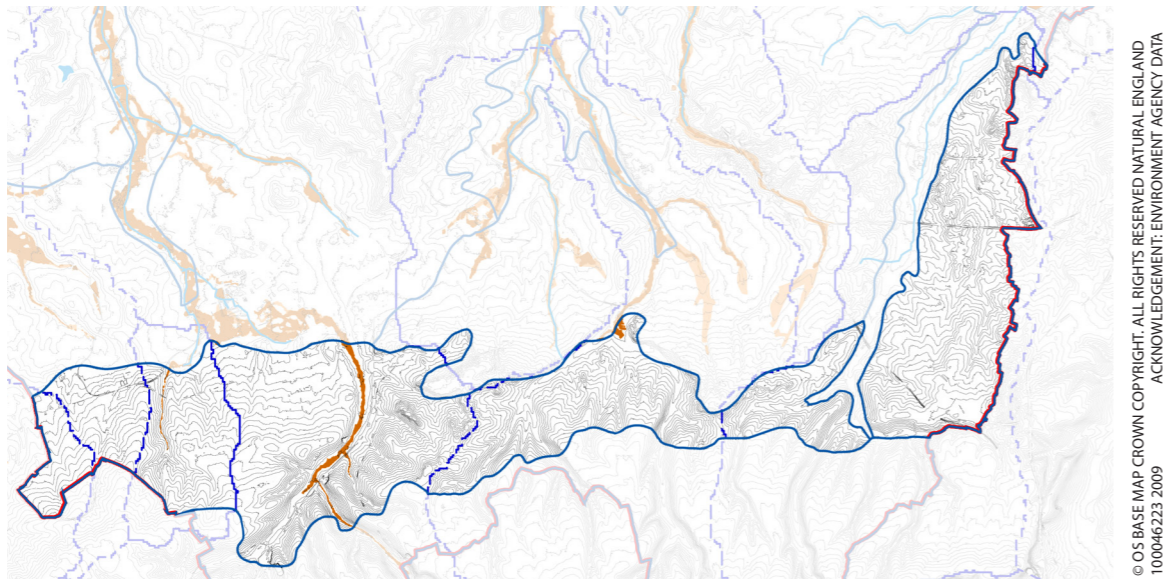 © OS BASE MAP CROWN COPYRIGHT. ALL RIGHTS RESERVED NATURAL ENGLAND
100046223 2009 ACKNOWLEDGEMENT: ENVIRONMENT AGENCY DATA